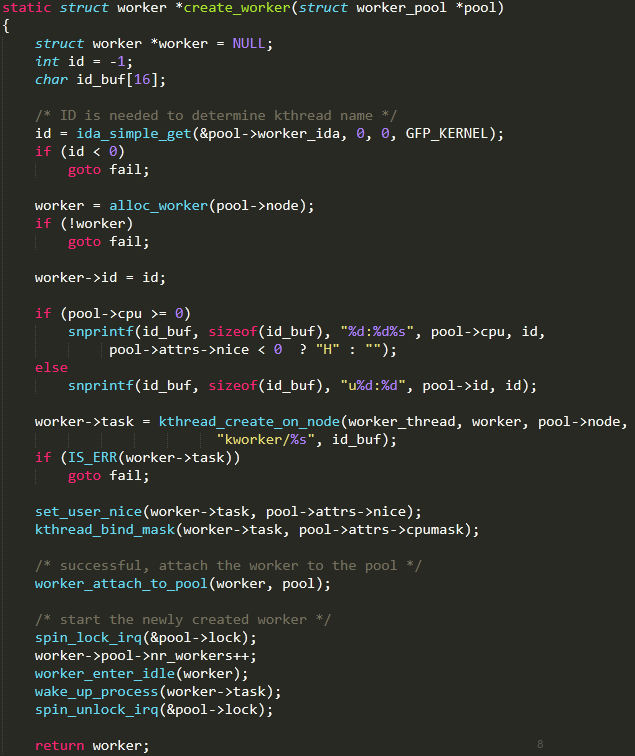 static struct worker *create_worker(struct worker_pool *pool)
{
    struct worker *worker = NULL;
    int id = -1;
    char id_buf[16];

    /* ID is needed to determine kthread name */
    id = ida_simple_get(&pool->worker_ida, 0, 0, GFP_KERNEL);
    if (id < 0)
        goto fail;

    worker = alloc_worker(pool->node);
    if (!worker)
        goto fail;

    worker->id = id;

    if (pool->cpu >= 0)
        snprintf(id_buf, sizeof(id_buf), "%d:%d%s", pool->cpu, id,
             pool->attrs->nice < 0  ? "H" : "");
    else
        snprintf(id_buf, sizeof(id_buf), "u%d:%d", pool->id, id);

    worker->task = kthread_create_on_node(worker_thread, worker, pool->node,
                          "kworker/%s", id_buf);
    if (IS_ERR(worker->task))
        goto fail;

    set_user_nice(worker->task, pool->attrs->nice);
    kthread_bind_mask(worker->task, pool->attrs->cpumask);

    /* successful, attach the worker to the pool */
    worker_attach_to_pool(worker, pool);

    /* start the newly created worker */
    spin_lock_irq(&pool->lock);
    worker->pool->nr_workers++;
    worker_enter_idle(worker);
    wake_up_process(worker->task);
    spin_unlock_irq(&pool->lock);

    return worker;
8